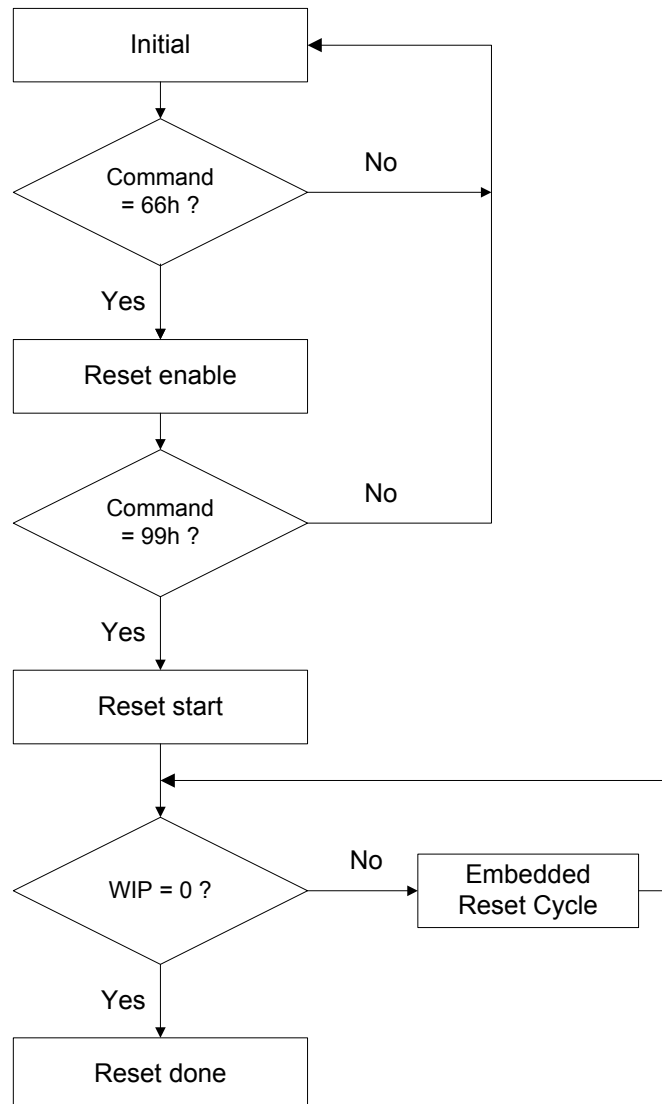 Initial
Command
= 66h ?
No
Yes
Reset enable
Command
= 99h ?
No
Yes
Reset start
WIP = 0 ?
No
Embedded
Reset Cycle
Yes
Reset done